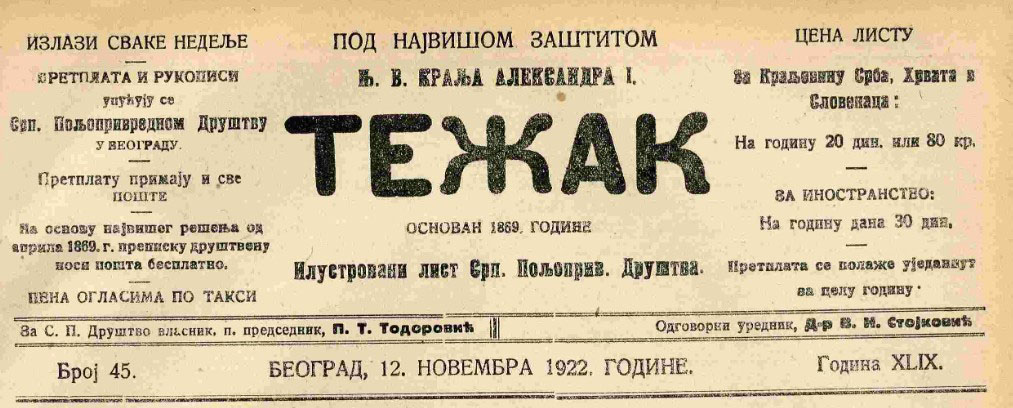 ИЗЛАЗИ СВАКЕ НЕДЕЉЕ
ПРЕТПЛАТА И РУКОПИСИ
упућују се
Срп. Пољопривредном Друштву
У БЕОГРАДУ.
Претплату примају и све
ПОШТЕ
На основу највишег решења од
априла 1869. г. преписку друштвену
носи пошта бесплатно.
ЦЕНА ОГЛАСИМА ПО ТАКСИ
ПОД НАЈВИШОМ ЗАШТИТОМ
Њ. В. КРАЉА АЛЕКСАНДРА I.
ТЕЖАК
ОСНОВАН 1869. ГОДИНЕ
Илустровани лист Срп. Пољоприв. Друштва.
ЦЕНА ЛИСТУ
За Краљевину Срба, Хрвата и
Словенаца:
На годину 20 дин. или 80 кр.
ЗА ИНОСТРАНСТВО:
На годину дана 30 дин.
Претплата се полаже уједанпут
за целу годину.
За С. П. Друштво власник, п. председник, П. Т. Тодоровић
Одговорни уредник, Д-р В. И. Стојковић
Број 45.
БЕОГРАД, 12. НОВЕМБРА 1922. ГОДИНЕ.
Година XLIX.